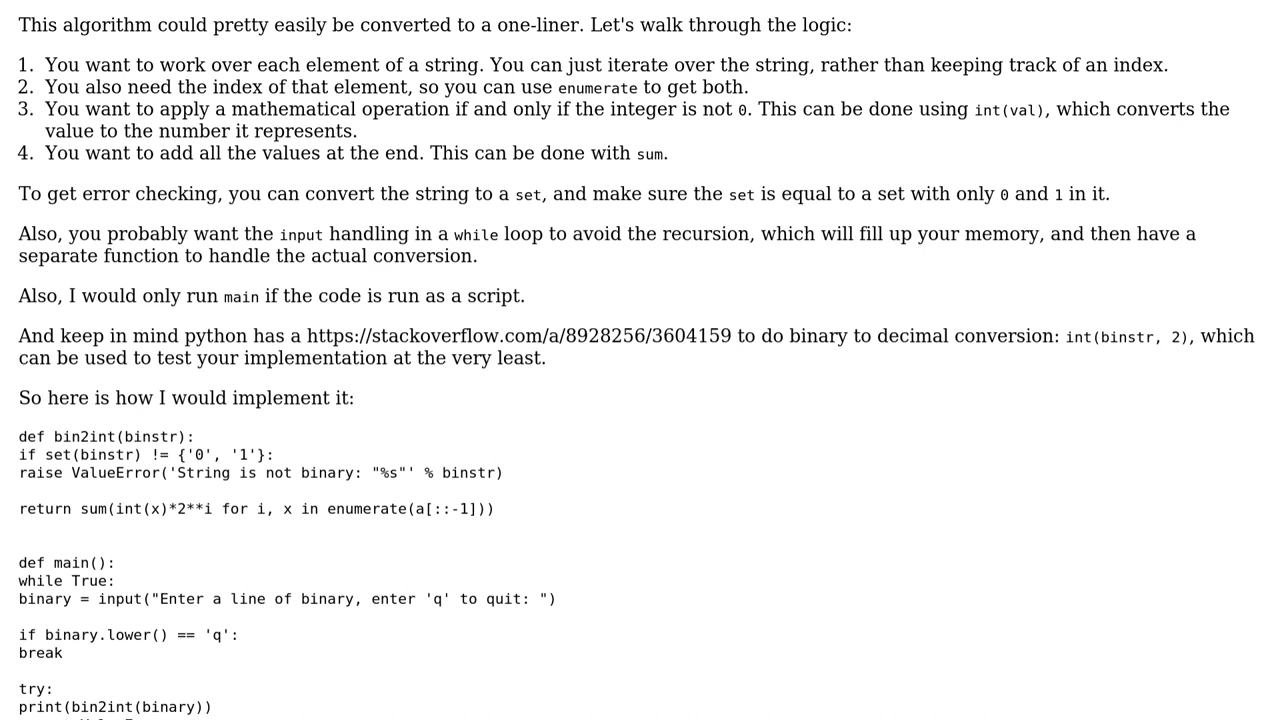 This algorithm could pretty easily be converted to a one-liner. Let's walk through the logic:
1. You want to work over each element of a string. You can just iterate over the string, rather than keeping track of an index.
2. You also need the index of that element, so you can use enumerate to get both.
3. You want to apply a mathematical operation if and only if the integer is not 0. This can be done using int(val), which converts the
value to the number it represents.
4. You want to add all the values at the end. This can be done with sum.
To get error checking, you can convert the string to a set, and make sure the set is equal to a set with only 0 and 1 in it.
Also, you probably want the input handling in a while loop to avoid the recursion, which will fill up your memory, and then have a
separate function to handle the actual conversion.
Also, I would only run main if the code is run as a script.
And keep in mind python has a https://stackoverflow.com/a/8928256/3604159 to do binary to decimal conversion: int(binstr, 2), which
can be used to test your implementation at the very least.
So here is how I would implement it:
def bin2int(binstr):
if set(binstr) != {'0', '1'}:
raise ValueError('String is not binary: "%s"' % binstr)
return sum(int(x)*2**i for i, x in enumerate(a[::-1]))
def main():
while True:
binary = input("Enter a line of binary, enter 'q' to quit: ")
if binary.lower() == 'q':
break
try:
print(bin2int(binary))